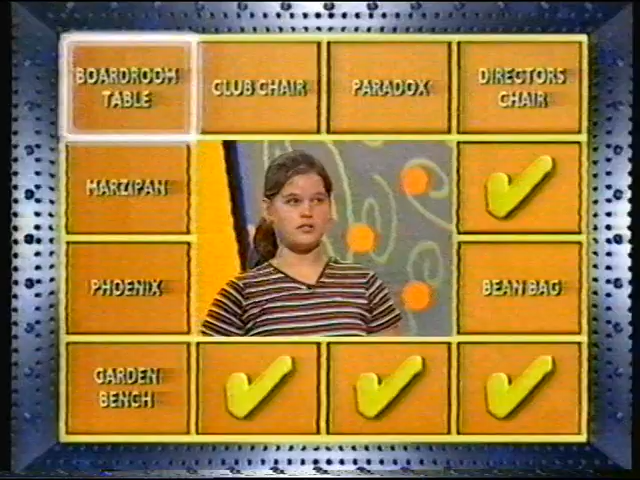 BOARDROOM
TABLE
CLUB CHAIR
PARADOX
DIRECTORS
CHAIR
MARZIPAN
PHOENIX
BEAN BAG
GARDEN
BENCH